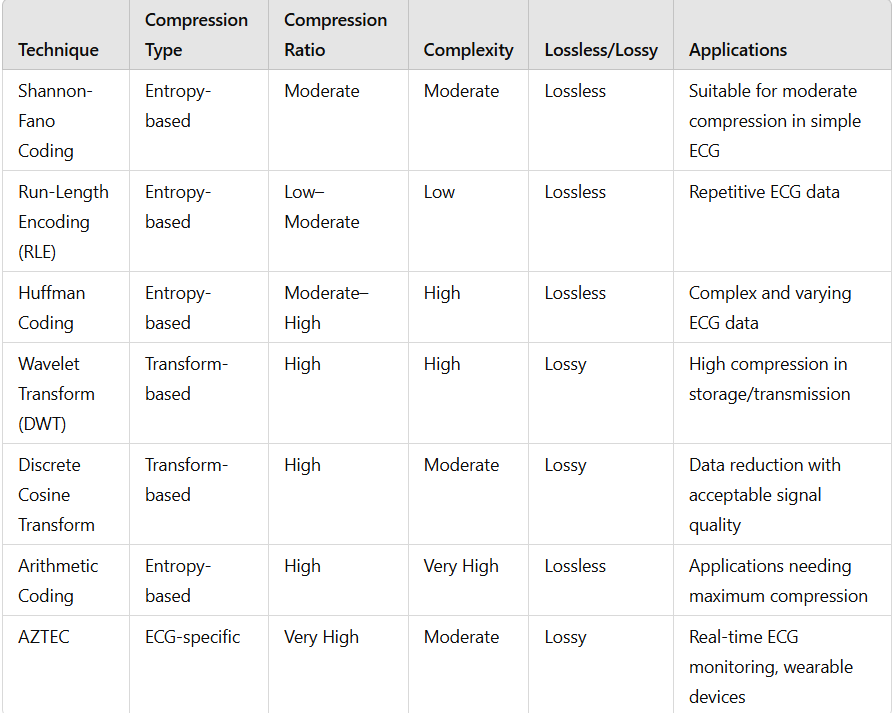 Technique
Compression
Type
Compression
Ratio
Complexity
Lossless/Lossy
Applications
Shannon-
Fano
Coding
Entropy-
based
Moderate
Moderate
Lossless
Suitable for moderate
compression in simple
ECG
Run-Length
Encoding
(RLE)
Entropy-
based
Low–
Moderate
Low
Lossless
Repetitive ECG data
Huffman
Coding
Entropy-
based
Moderate–
High
High
Lossless
Complex and varying
ECG data
Wavelet
Transform
(DWT)
Transform-
based
High
High
Lossy
High compression in
storage/transmission
Discrete
Cosine
Transform
Transform-
based
High
Moderate
Lossy
Data reduction with
acceptable signal
quality
Arithmetic
Coding
Entropy-
based
High
Very High
Lossless
Applications needing
maximum compression
AZTEC
ECG-specific
Very High
Moderate
Lossy
Real-time ECG
monitoring, wearable
devices